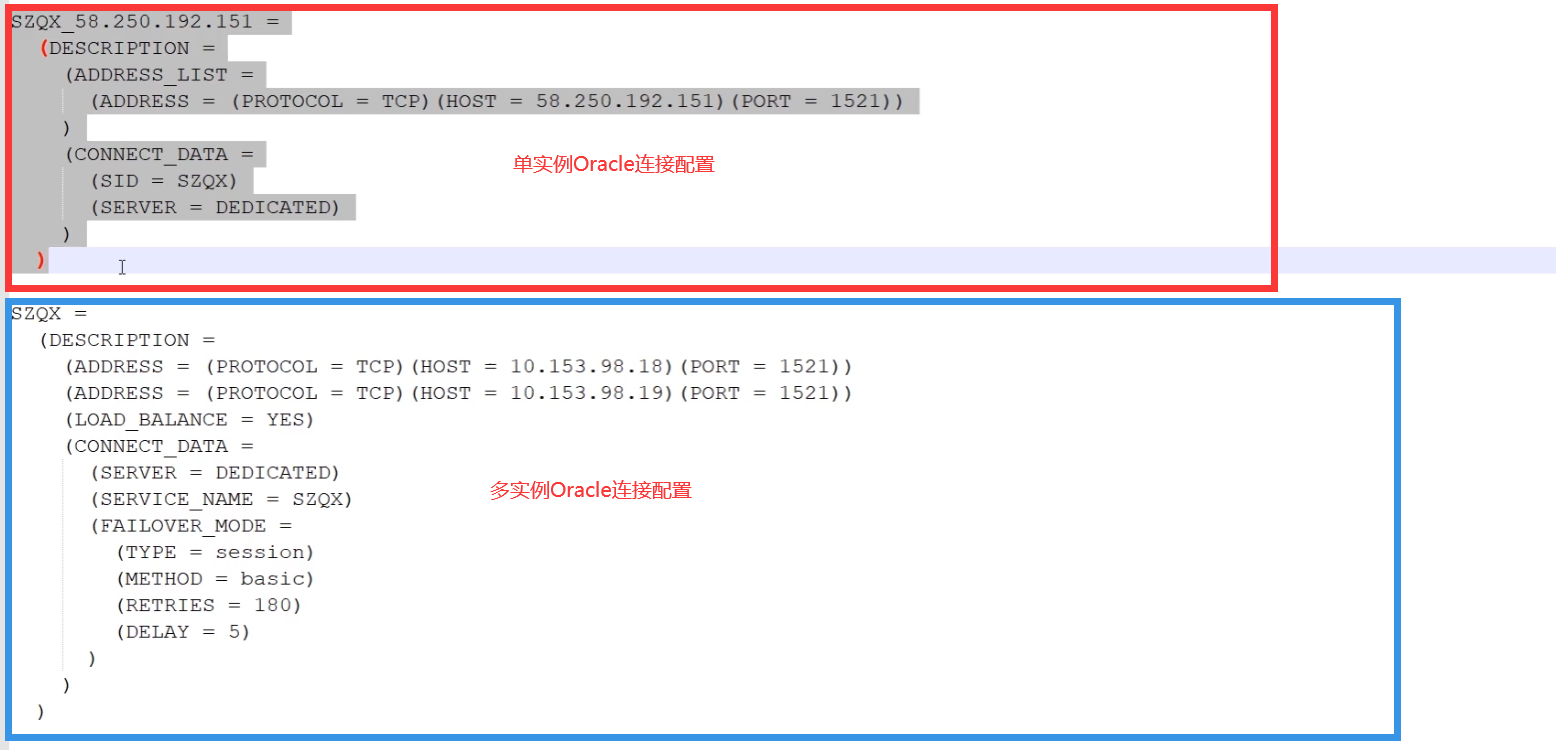 SZQX_58.250.192.151 =
(DESCRIPTION =
(ADDRESS_LIST =
(ADDRESS = (PROTOCOL = TCP)(HOST = 58.250.192.151)(PORT = 1521))
)
(CONNECT_DATA =
单实例Oracle连接配置
(SID = SZQX)
(SERVER = DEDICATED)
)
)
SZQX =
(DESCRIPTION =
(ADDRESS = (PROTOCOL = TCP)(HOST = 10.153.98.18)(PORT = 1521))
(ADDRESS = (PROTOCOL = TCP)(HOST = 10.153.98.19)(PORT = 1521))
(LOAD_BALANCE = YES)
(CONNECT_DATA =
(SERVER = DEDICATED)
多实例Oracle连接配置
(SERVICE_NAME = SZQX)
(FAILOVER_MODE =
(TYPE = session)
(METHOD = basic)
(RETRIES = 180)
(DELAY = 5)
)
)
)